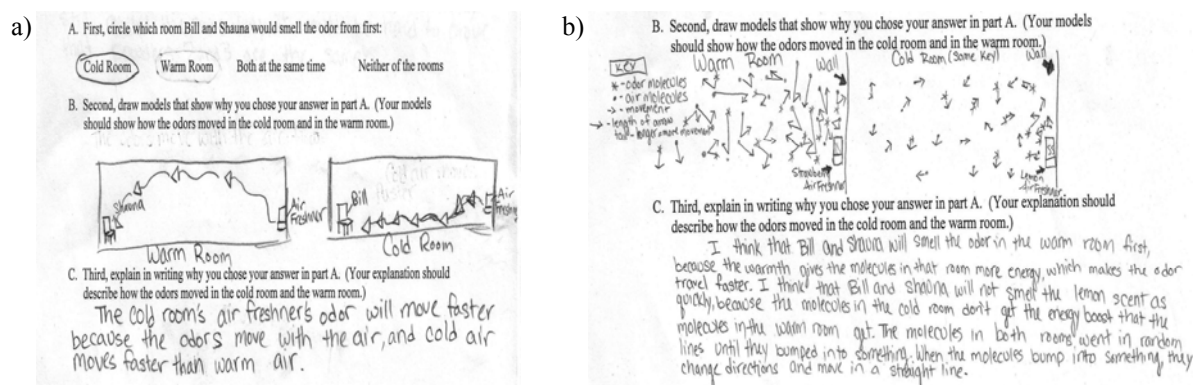 a)
A. First, circle which room Bill and Shauna would smell the odor from first:
Cold Room Warm Room Both at the same time Neither of the rooms
B. Second, draw models that show why you chose your answer in part A. (Your models
should show how the odors moved in the cold room and in the warm room.)
Shauna
Air
Freshner
Warm Room
Bill
Air
Freshner
Cold Room
C. Third, explain in writing why you chose your answer in part A. (Your explanation should
describe how the odors moved in the cold room and the warm room.)
The cold room's air freshner's odor will move faster
because the odors move with the air, and cold air
moves faster than warm air.
b)
B. Second, draw models that show why you chose your answer in part A. (Your models
should show how the odors moved in the cold room and in the warm room.)
KEY
* - odor molecules
• - air molecules
→ - movement
→ - length of arrow
tail - longer = more movement
Warm Room Wall
Strawberry
Air Freshner
Cold Room (Same Key) Wall
Lemon
Air Freshner
C. Third, explain in writing why you chose your answer in part A. (Your explanation should
describe how the odors moved in the cold room and the warm room.)
I think that Bill and Shauna will smell the odor in the warm room first,
because the warmth gives the molecules in that room more energy, which makes the odor
travel faster. I think that Bill and Shauna will not smell the lemon scent as
quickly, because the molecules in the cold room don't get the energy boost that the
molecules in the warm room get. The molecules in both rooms went in random
lines until they bumped into something. When the molecules bump into something, they
change directions and move in a straight line.